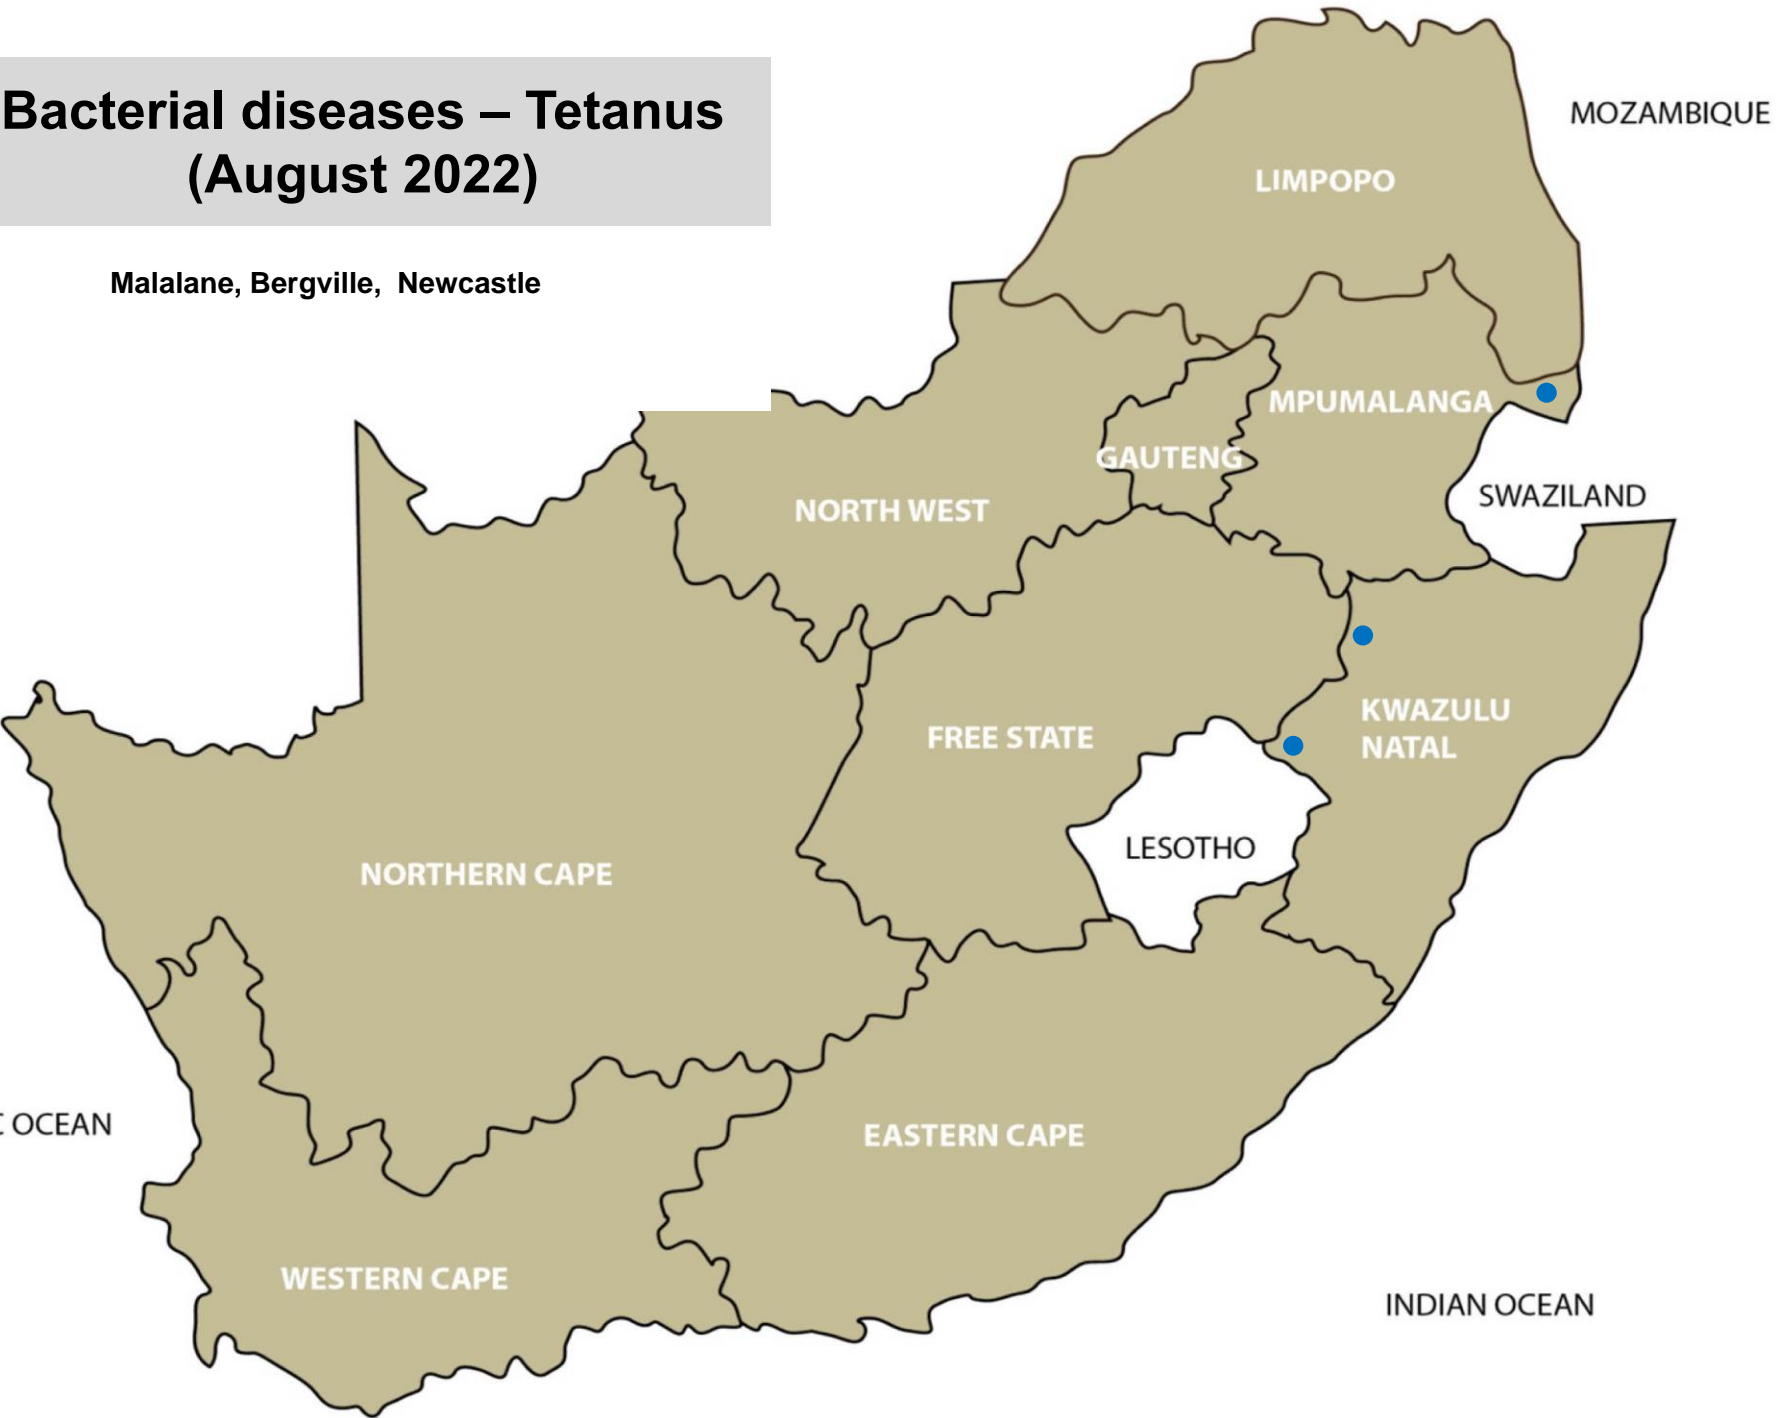 Bacterial diseases – Tetanus
(August 2022)
Malalane, Bergville,  Newcastle
MOZAMBIQUE
LIMPOPO
MPUMALANGA
GAUTENG
NORTH WEST
SWAZILAND
KWAZULU
NATAL
FREE STATE
LESOTHO
NORTHERN CAPE
C OCEAN
EASTERN CAPE
WESTERN CAPE
INDIAN OCEAN